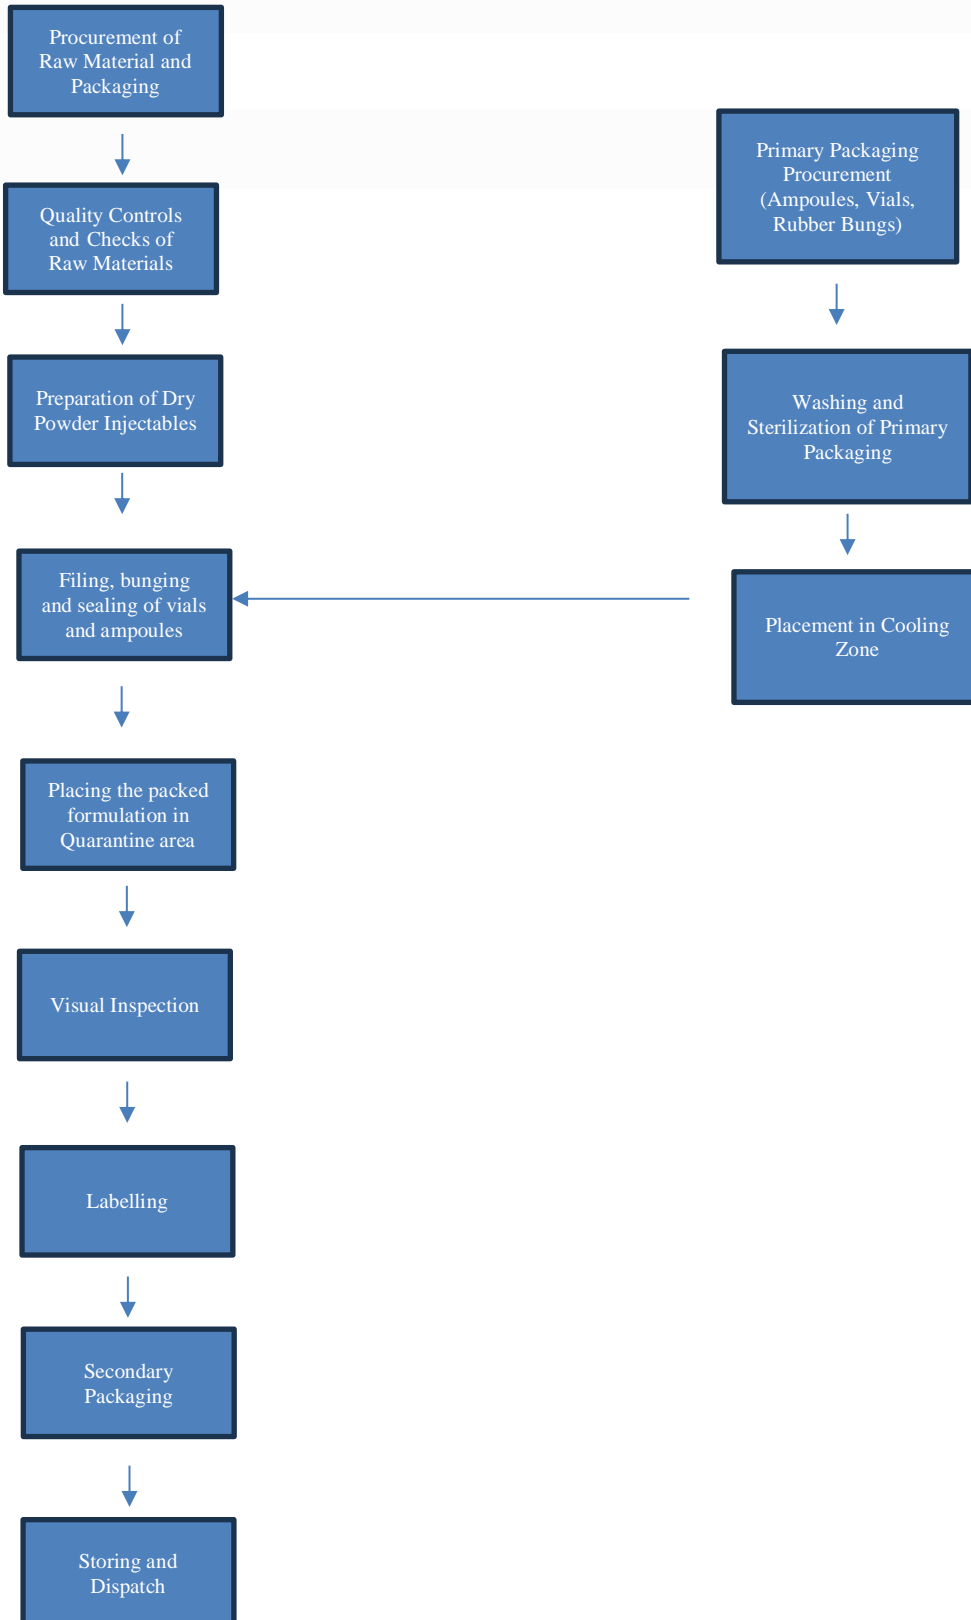 Procurement of
Raw Material and
Packaging
Quality Controls
and Checks of
Raw Materials
Preparation of Dry
Powder Injectables
Filing, bunging
and sealing of vials
and ampoules
Placing the packed
formulation in
Quarantine area
Visual Inspection
Labelling
Secondary
Packaging
Storing and
Dispatch
Primary Packaging
Procurement
(Ampoules, Vials,
Rubber Bungs)
Washing and
Sterilization of Primary
Packaging
Placement in Cooling
Zone